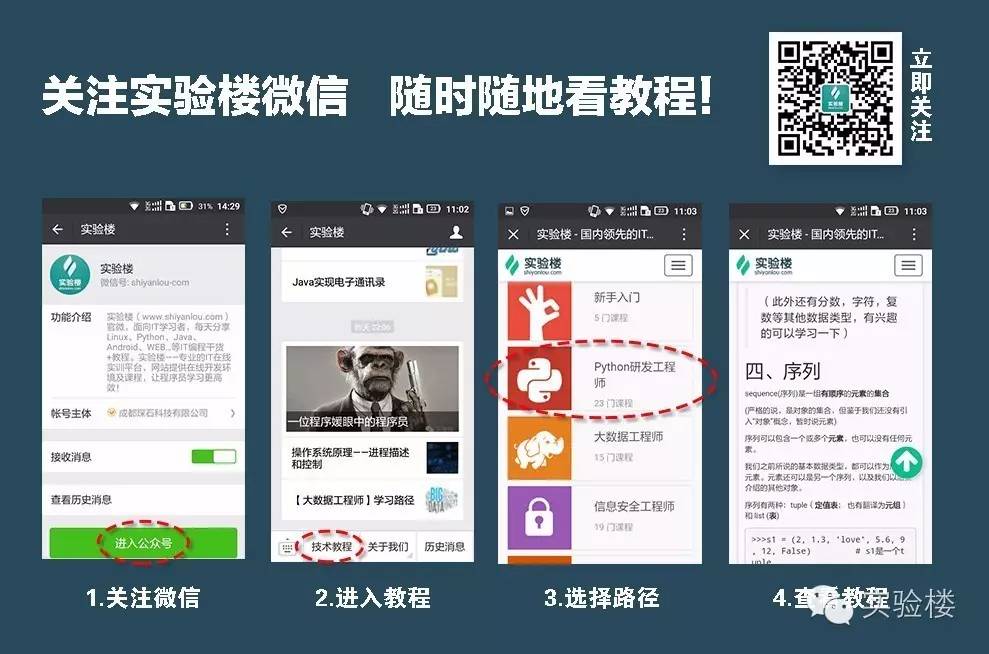 关注实验楼微信 随时随地看教程!
立即关注
实验楼
31% 14:29
实验楼
实验楼
实验楼
微信号: shiyanlou-com
功能介绍
实验楼（www.shiyanlou.com）
官微，面向IT学习者，每天分享
Linux、Python、Java、
Android、WEB...等IT编程干货
+教程。实验楼——专业的IT在线
实训平台，网站提供在线开发环
境及课程，让程序员学习更高
效！
帐号主体
成都琛石科技有限公司
接收消息
查看历史消息
进入公众号
1.关注微信
23 11:02
实验楼
Java实现电子通讯录
昨天 22:06
一位程序媛眼中的程序员
操作系统原理——进程描述
和控制
【大数据工程师】学习路径
BIG
DATA
技术教程
关于我们
历史消息
2.进入教程
23 11:03
实验楼 - 国内领先的IT...
实验楼
shiyanlou.com
新手入门
5 门课程
Python研发工程
师
23 门课程
大数据工程师
15 门课程
信息安全工程师
19 门课程
3.选择路径
23 11:03
实验楼 - 国内领先的IT...
实验楼
shiyanlou.com
（此外还有分数，字符，复
数等其他数据类型，有兴趣
的可以学习一下）
四、序列
sequence(序列)是一组有顺序的元素的集合
(严格的说，是对象的集合，但鉴于我们还没有引
入“对象”概念，暂时说元素)
序列可以包含一个或多个元素，也可以没有任何元
素。
我们之前所说的基本数据类型，都可以作为
元素。元素还可以是另一个序列，以及我们以
介绍的其他对象。
序列有两种：tuple（定值表； 也有翻译为元组）
和 list (表)
>>>s1 = (2, 1.3, 'love', 5.6, 9
, 12, False) # s1是一个t
uple
4.查看教程
实验楼